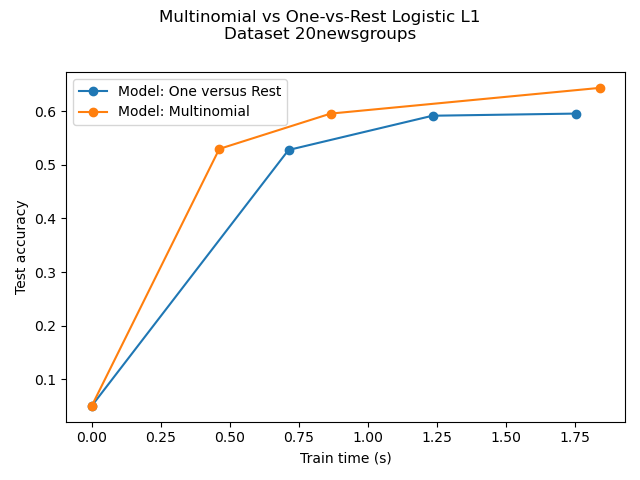 Multinomial vs One-vs-Rest Logistic L1
Dataset 20newsgroups
Model: One versus Rest
Model: Multinomial
Test accuracy
0.6
0.5
0.4
0.3
0.2
0.1
0.00 0.25 0.50 0.75 1.00 1.25 1.50 1.75
Train time (s)